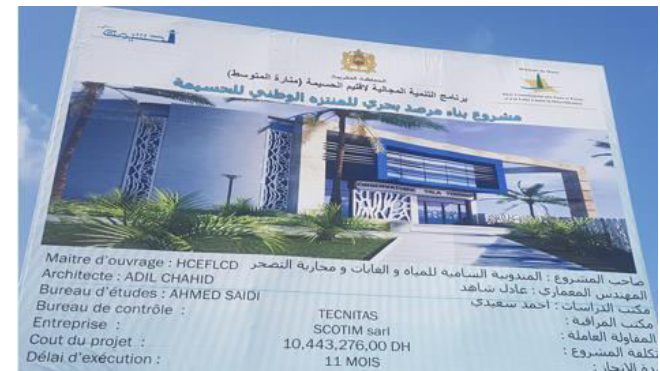 الحسيمة
المملكة المغربية
برنامج التنمية المجالية لاقليم الحسيمة (منارة المتوسط)
مشروع بناء مرصد بحري للمنتزه الوطني للحسيمة
Maitre d'ouvrage : HCEFLCD
صاحب المشروع : المندوبية السامية للمياه و الغابات و محاربة التصحر
Architecte : ADIL CHAHID
المهندس المعماري : عادل شاهد
Bureau d'études : AHMED SAIDI
مكتب الدراسات : احمد سعيدي
Bureau de contrôle : TECNITAS
مكتب المراقبة :
Entreprise : SCOTIM sarl
المقاولة العاملة :
Cout du projet : 10,443,276,00 DH
تكلفة المشروع :
Délai d'exécution : 11 MOIS
مدة الانجاز :